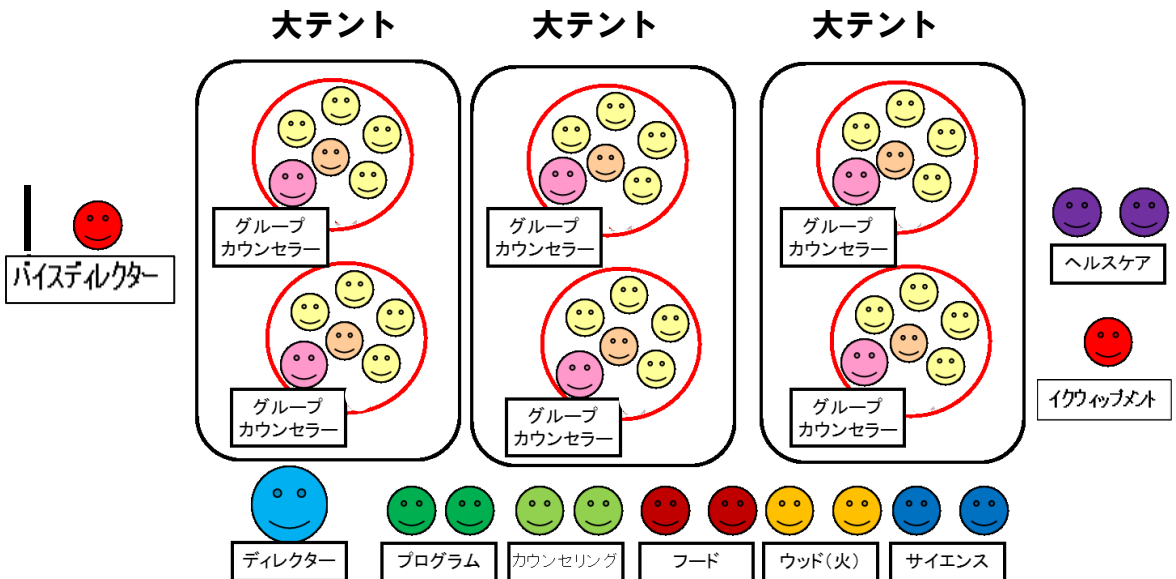 大テント
大テント
大テント
グループ
カウンセラー
グループ
カウンセラー
グループ
カウンセラー
バイスディレクター
ヘルスケア
イクウィップメント
グループ
カウンセラー
グループ
カウンセラー
グループ
カウンセラー
ディレクター
プログラム
カウンセリング
フード
ウッド(火)
サイエンス